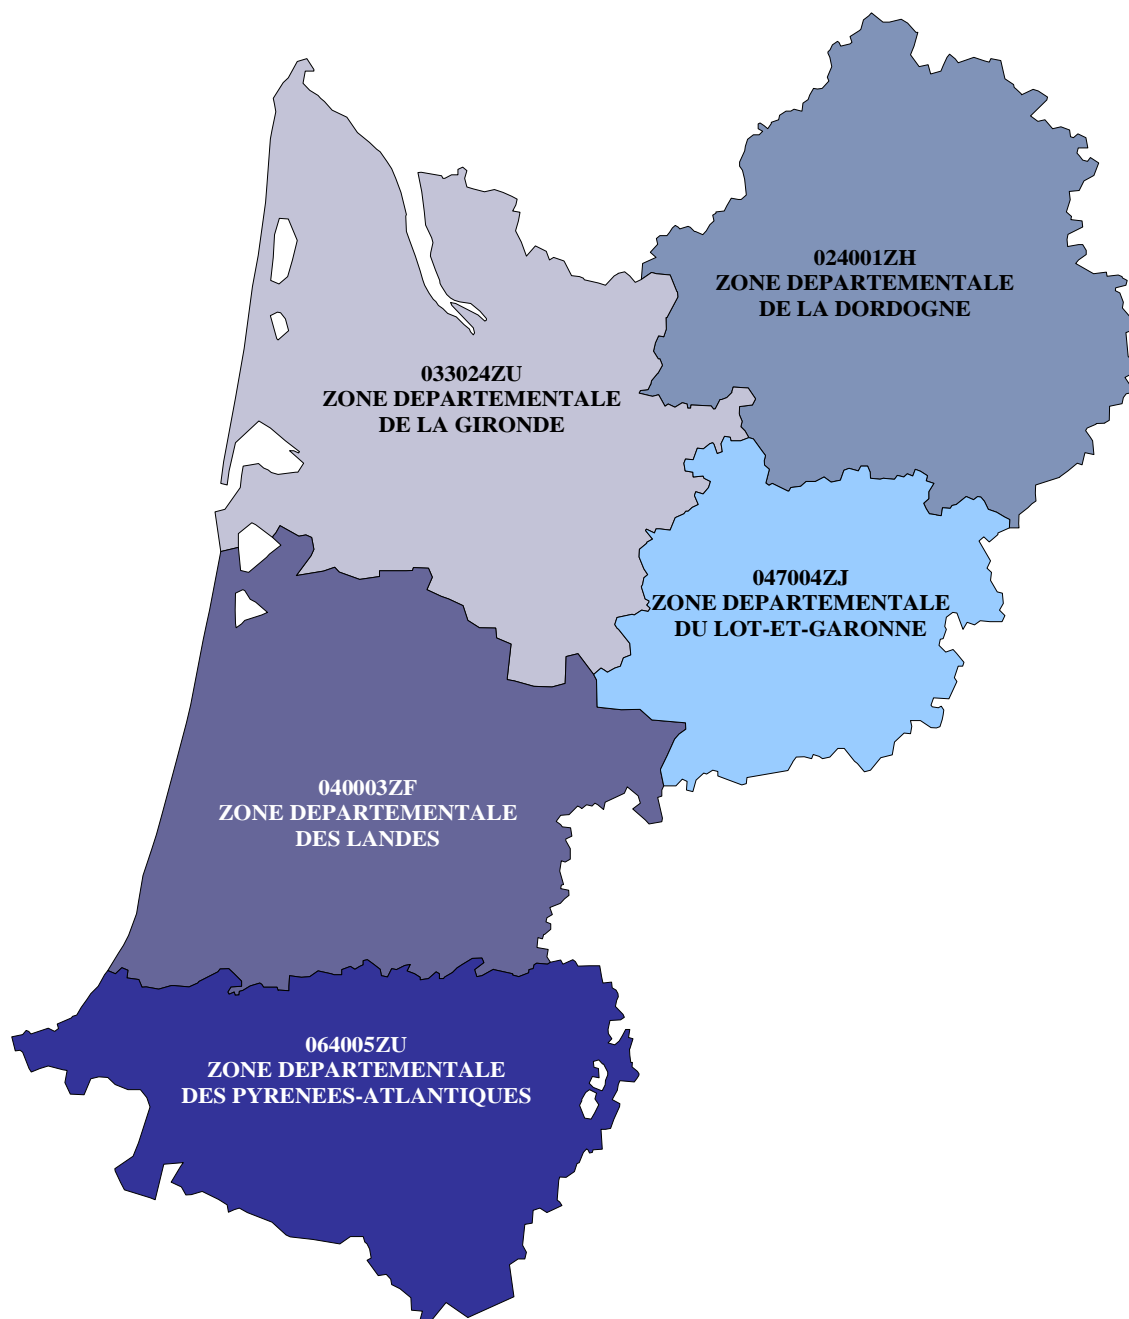 024001ZH
ZONE DEPARTEMENTALE
DE LA DORDOGNE
033024ZU
ZONE DEPARTEMENTALE
DE LA GIRONDE
047004ZJ
ZONE DEPARTEMENTALE
DU LOT-ET-GARONNE
040003ZF
ZONE DEPARTEMENTALE
DES LANDES
064005ZU
ZONE DEPARTEMENTALE
DES PYRENEES-ATLANTIQUES